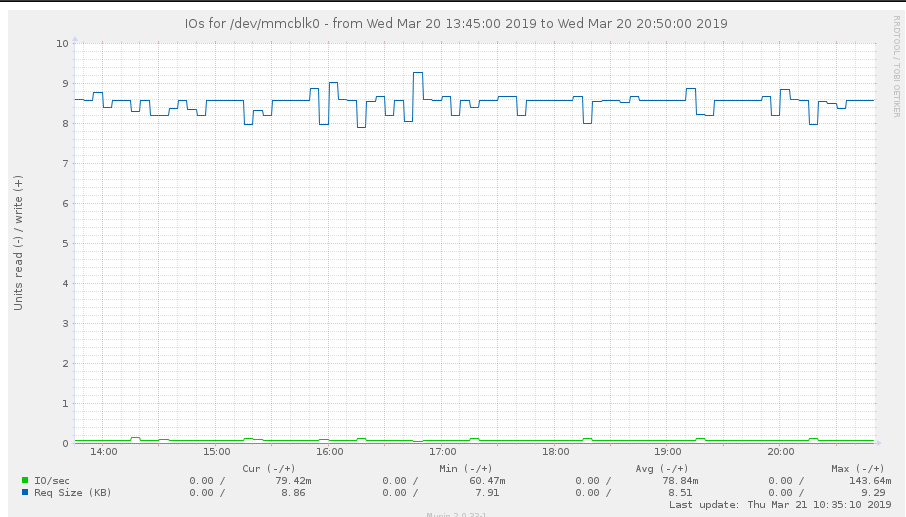 IOs for /dev/mmcblk0 - from Wed Mar 20 13:45:00 2019 to Wed Mar 20 20:50:00 2019
RRDTOOL / TOBI OETIKER
Units read (-) / write (+)
10
9
8
7
6
5
4
3
2
1
0
14:00 15:00 16:00 17:00 18:00 19:00 20:00
Cur (-/+) Min (-/+) Avg (-/+) Max (-/+)
IO/sec 0.00 / 79.42m 0.00 / 60.47m 0.00 / 78.84m 0.00 / 143.64m
Req Size (KB) 0.00 / 8.86 0.00 / 7.91 0.00 / 8.51 0.00 / 9.29
Last update: Thu Mar 21 10:35:10 2019